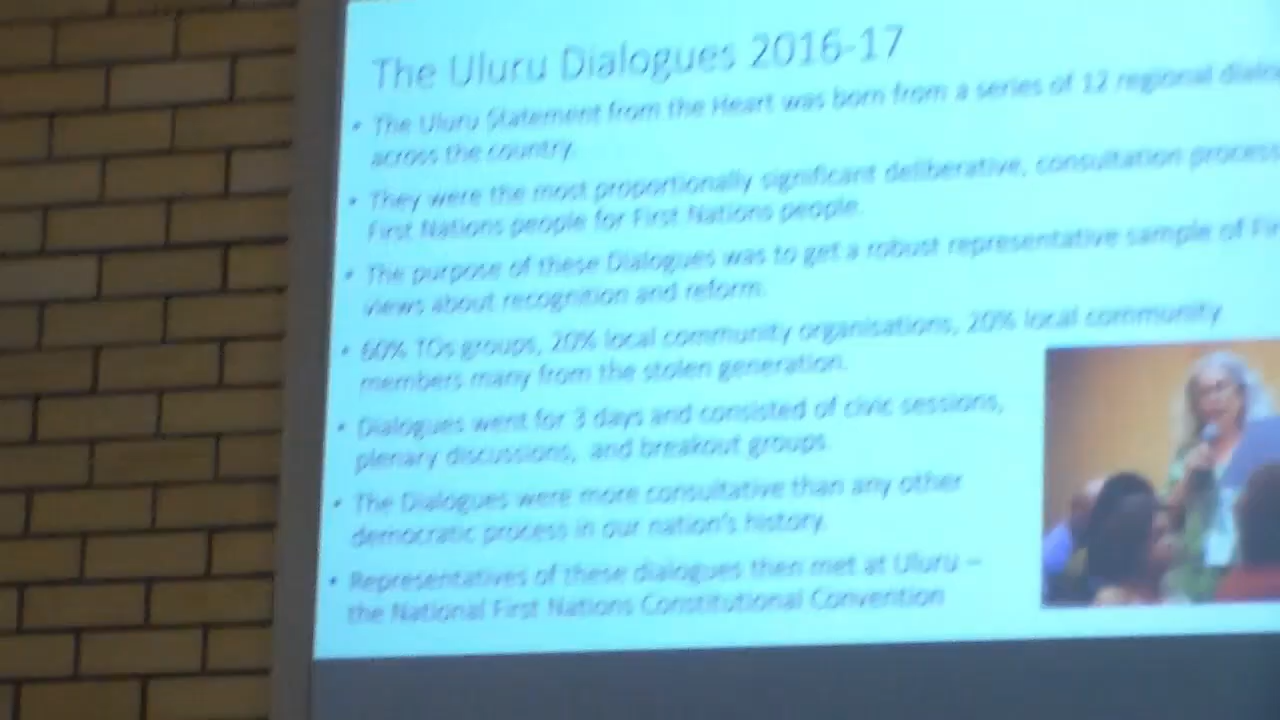 The Uluru Dialogues 2016-17
• The Uluru Statement from the Heart was born from a series of 12 regional
across the country.
• They were the most proportionally significant deliberative, consultation process
First Nations people for First Nations people.
• The purpose of these Dialogues was to get a robust representative sample of
views about recognition and reform.
• 60% TOs groups, 20% local community organisations, 20% local community
members many from the stolen generation.
• Dialogues went for 3 days and consisted of civic sessions,
plenary discussions, and breakout groups.
• The Dialogues were more consultative than any other
democratic process in our nation's history.
• Representatives of these dialogues then met at Uluru –
the National First Nations Constitutional Convention